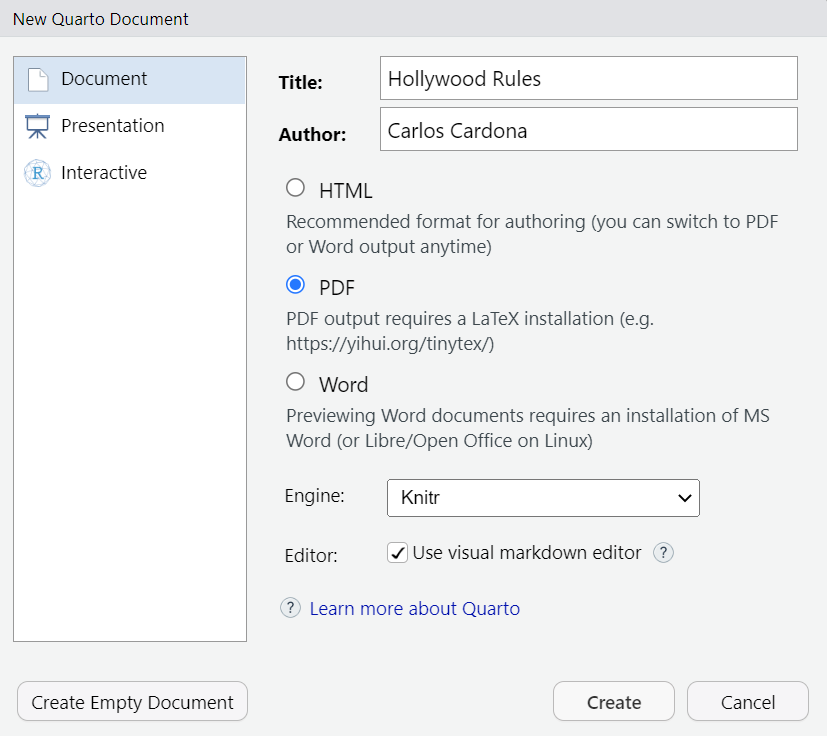 New Quarto Document
Document
Presentation
Interactive
Title:
Hollywood Rules
Author:
Carlos Cardona
HTML
Recommended format for authoring (you can switch to PDF
or Word output anytime)
PDF
PDF output requires a LaTeX installation (e.g.
https://yihui.org/tinytex/)
Word
Previewing Word documents requires an installation of MS
Word (or Libre/Open Office on Linux)
Engine:
Knitr
Editor:
Use visual markdown editor ?
? Learn more about Quarto
Create Empty Document
Create
Cancel